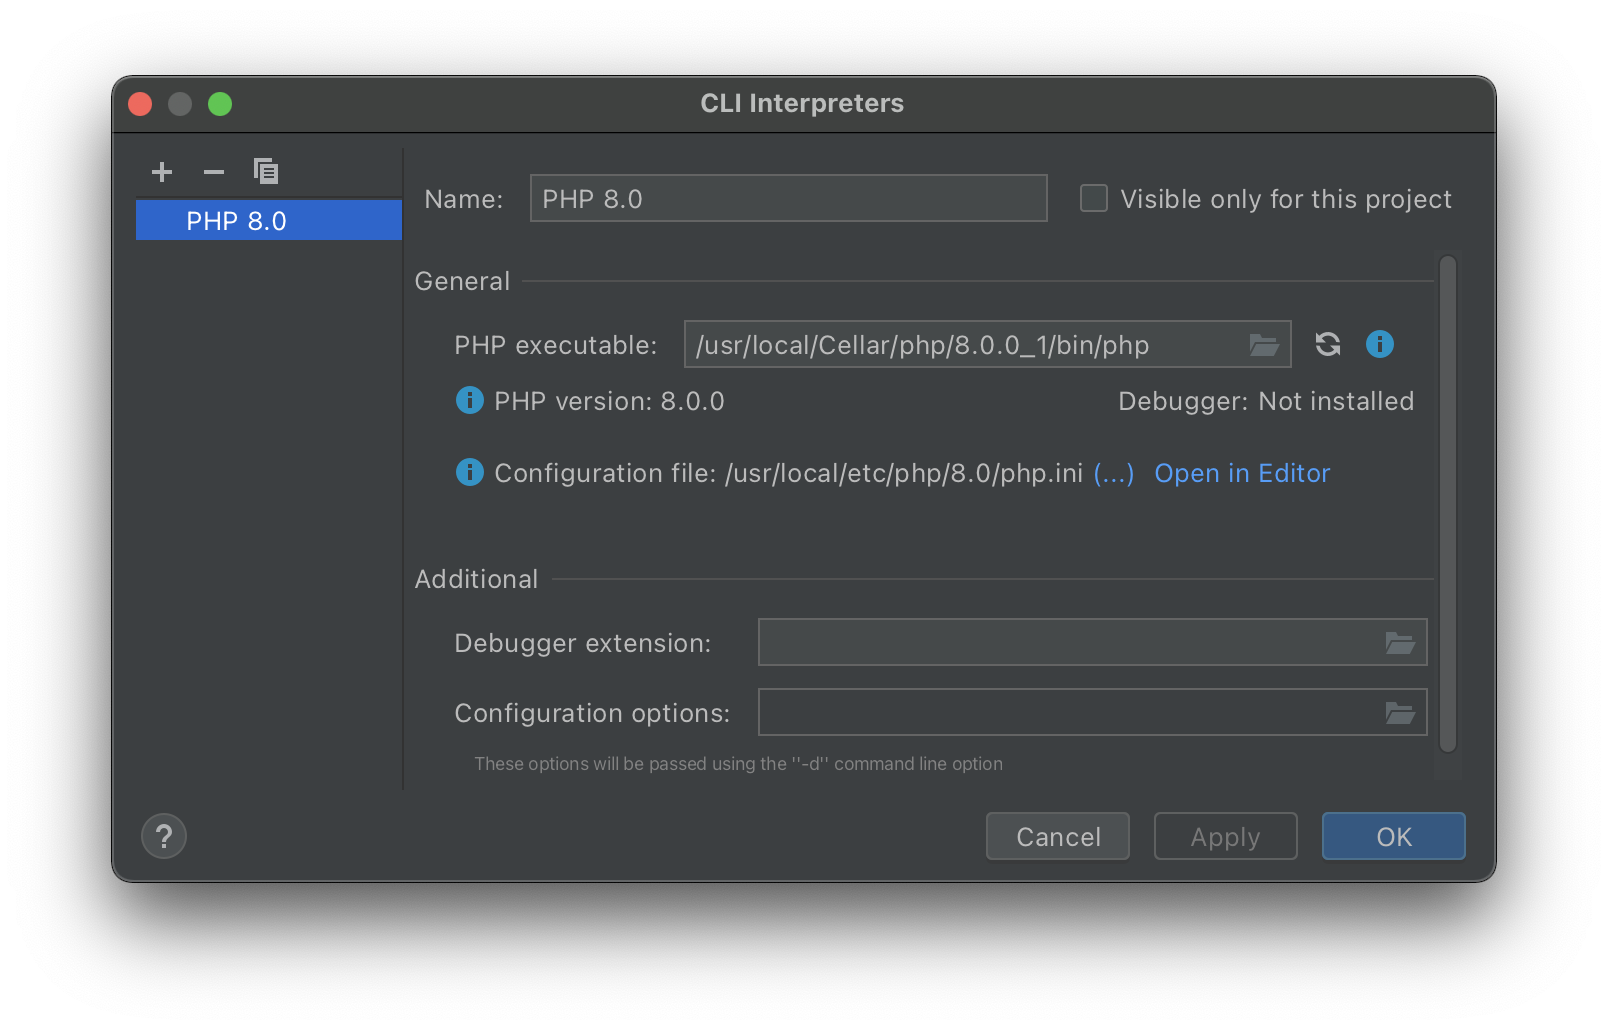 CLI Interpreters
PHP 8.0
Name: PHP 8.0 Visible only for this project
General
PHP executable: /usr/local/Cellar/php/8.0.0_1/bin/php
PHP version: 8.0.0 Debugger: Not installed
Configuration file: /usr/local/etc/php/8.0/php.ini (...) Open in Editor
Additional
Debugger extension:
Configuration options:
These options will be passed using the ''-d'' command line option
? Cancel Apply OK